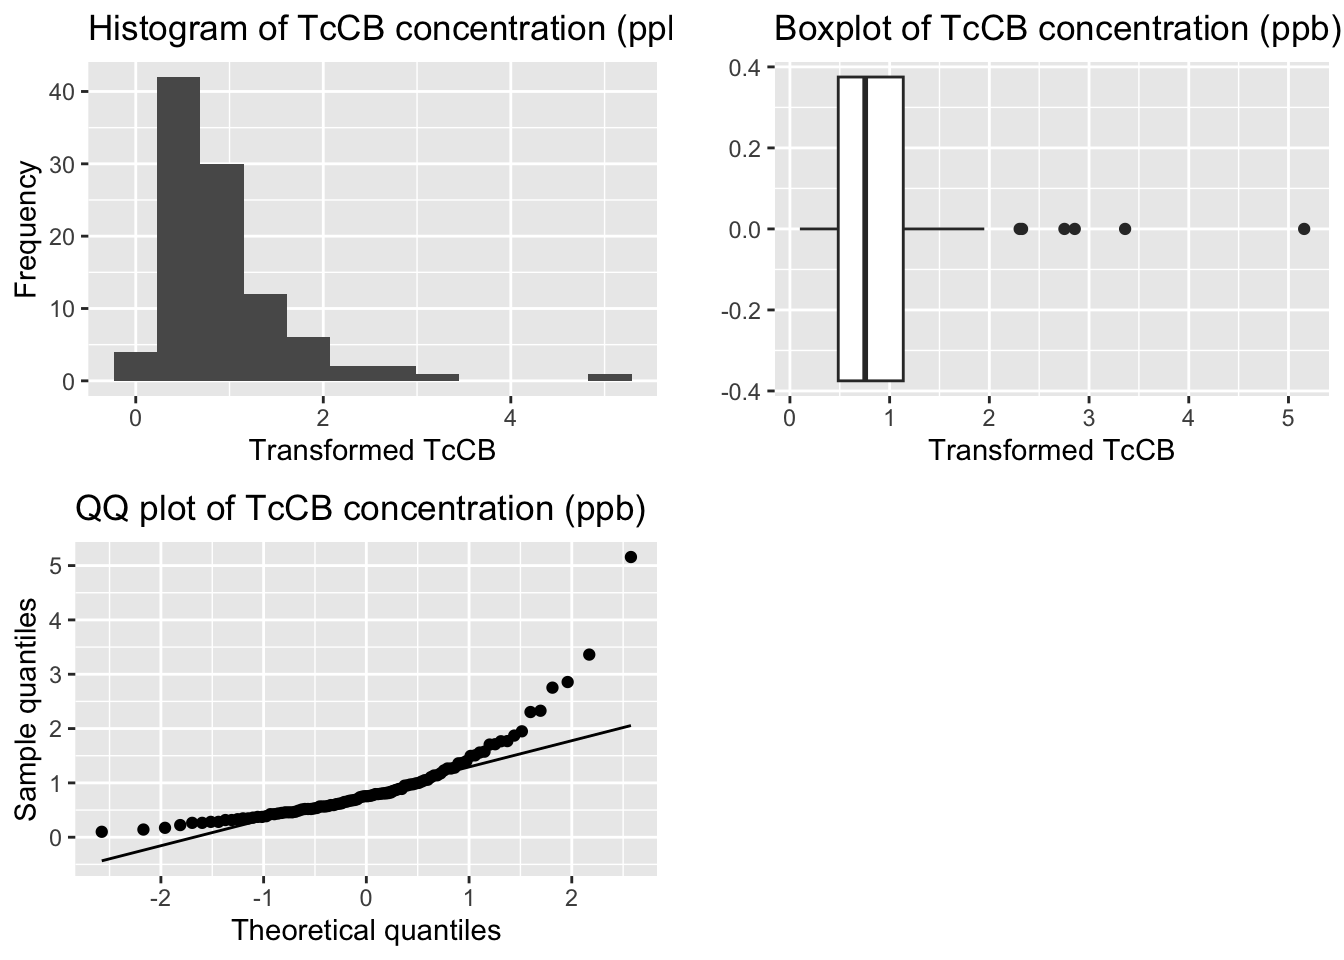 Histogram of TcCB concentration (ppl
40
30
20
10
0
Frequency
0 2 4
Transformed TcCB
Boxplot of TcCB concentration (ppb)
0.4
0.2
0.0
-0.2
-0.4
0 1 2 3 4 5
Transformed TcCB
QQ plot of TcCB concentration (ppb)
5
4
3
2
1
0
Sample quantiles
-2 -1 0 1 2
Theoretical quantiles